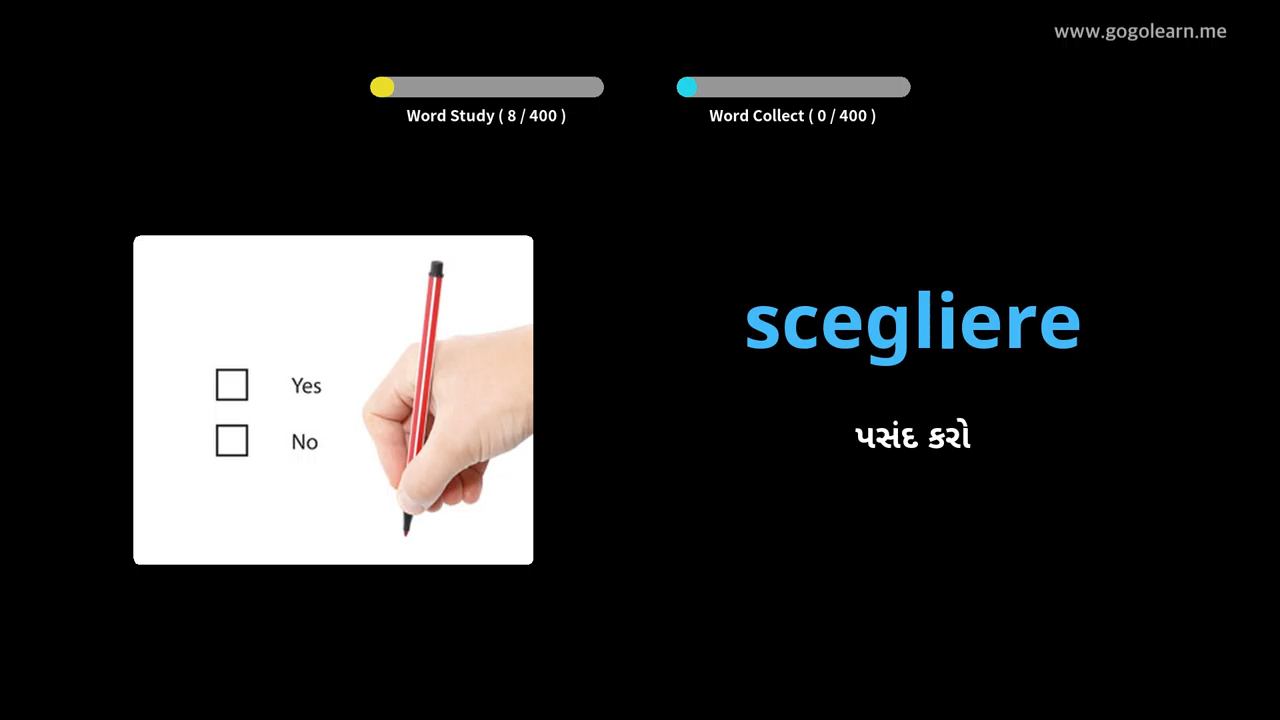 www.gogolearn.me
Word Study ( 8 / 400 )
Word Collect ( 0 / 400 )
Yes
No
scegliere
પસંદ કરો